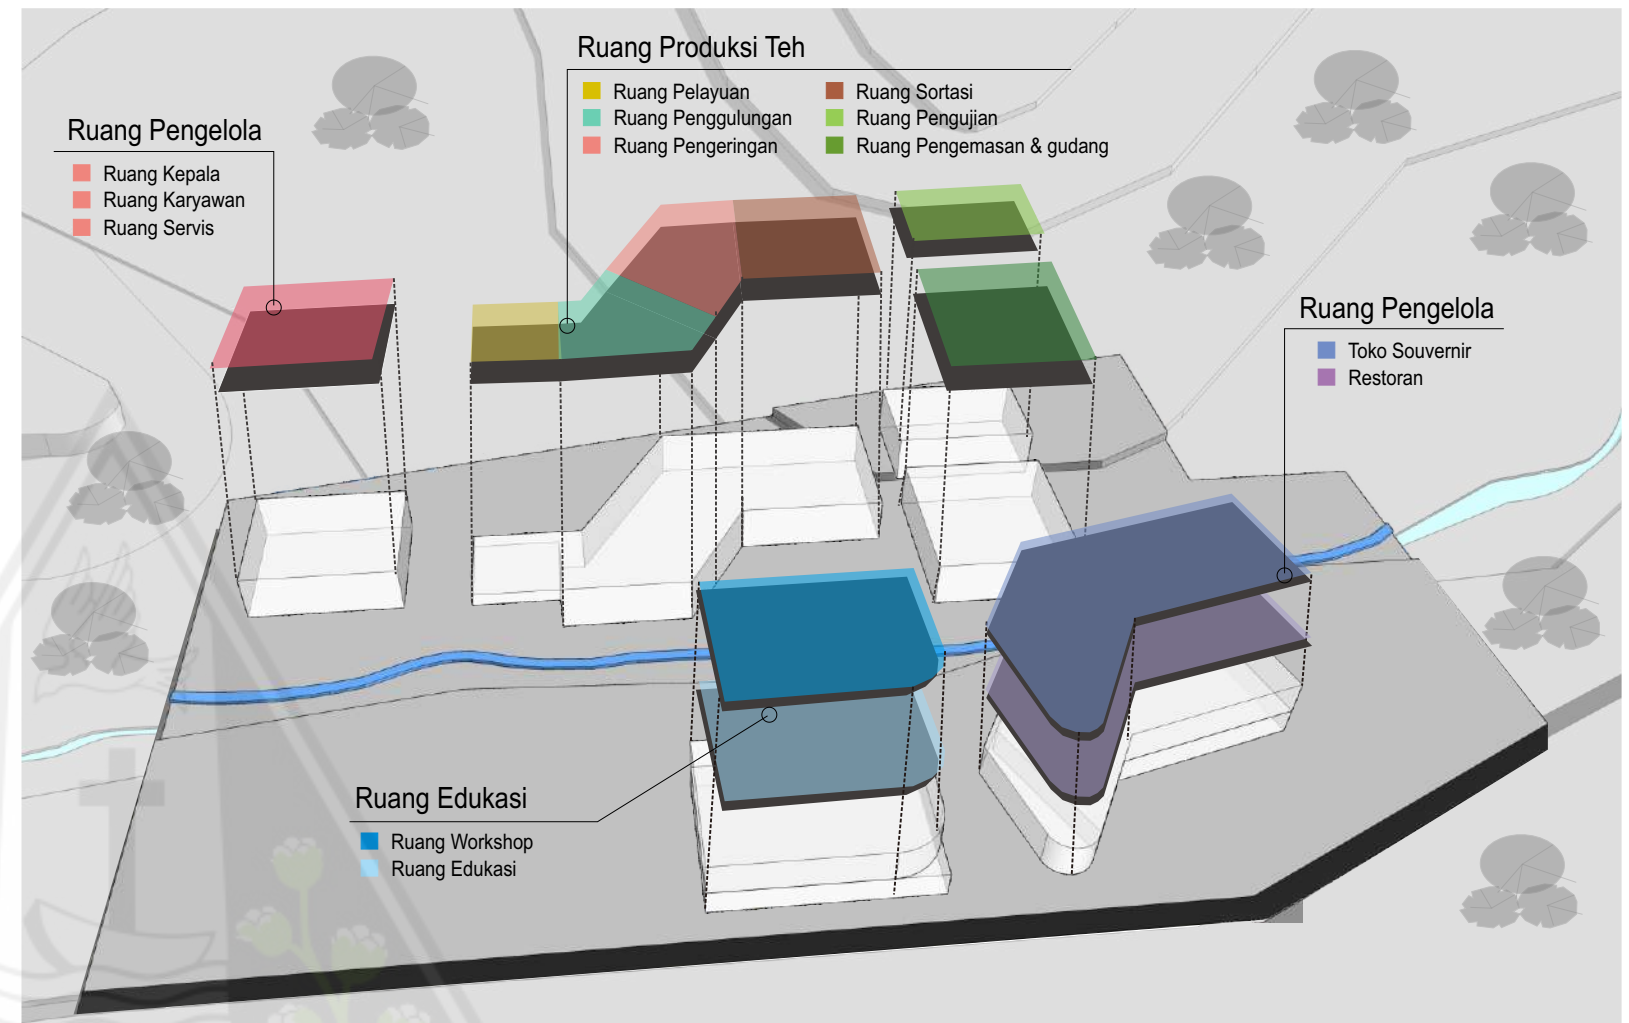 Ruang Produksi Teh
Ruang Pelayuan
Ruang Penggulungan
Ruang Pengeringan
Ruang Sortasi
Ruang Pengujian
Ruang Pengemasan & gudang
Ruang Pengelola
Ruang Kepala
Ruang Karyawan
Ruang Servis
Ruang Pengelola
Toko Souvernir
Restoran
Ruang Edukasi
Ruang Workshop
Ruang Edukasi